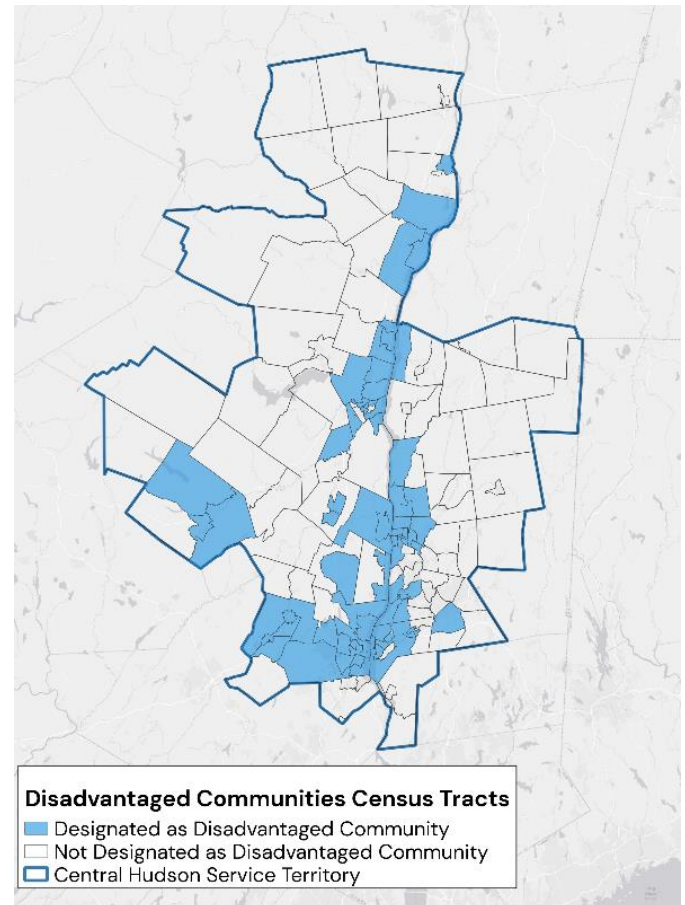 Disadvantaged Communities Census Tracts
Designated as Disadvantaged Community
Not Designated as Disadvantaged Community
Central Hudson Service Territory